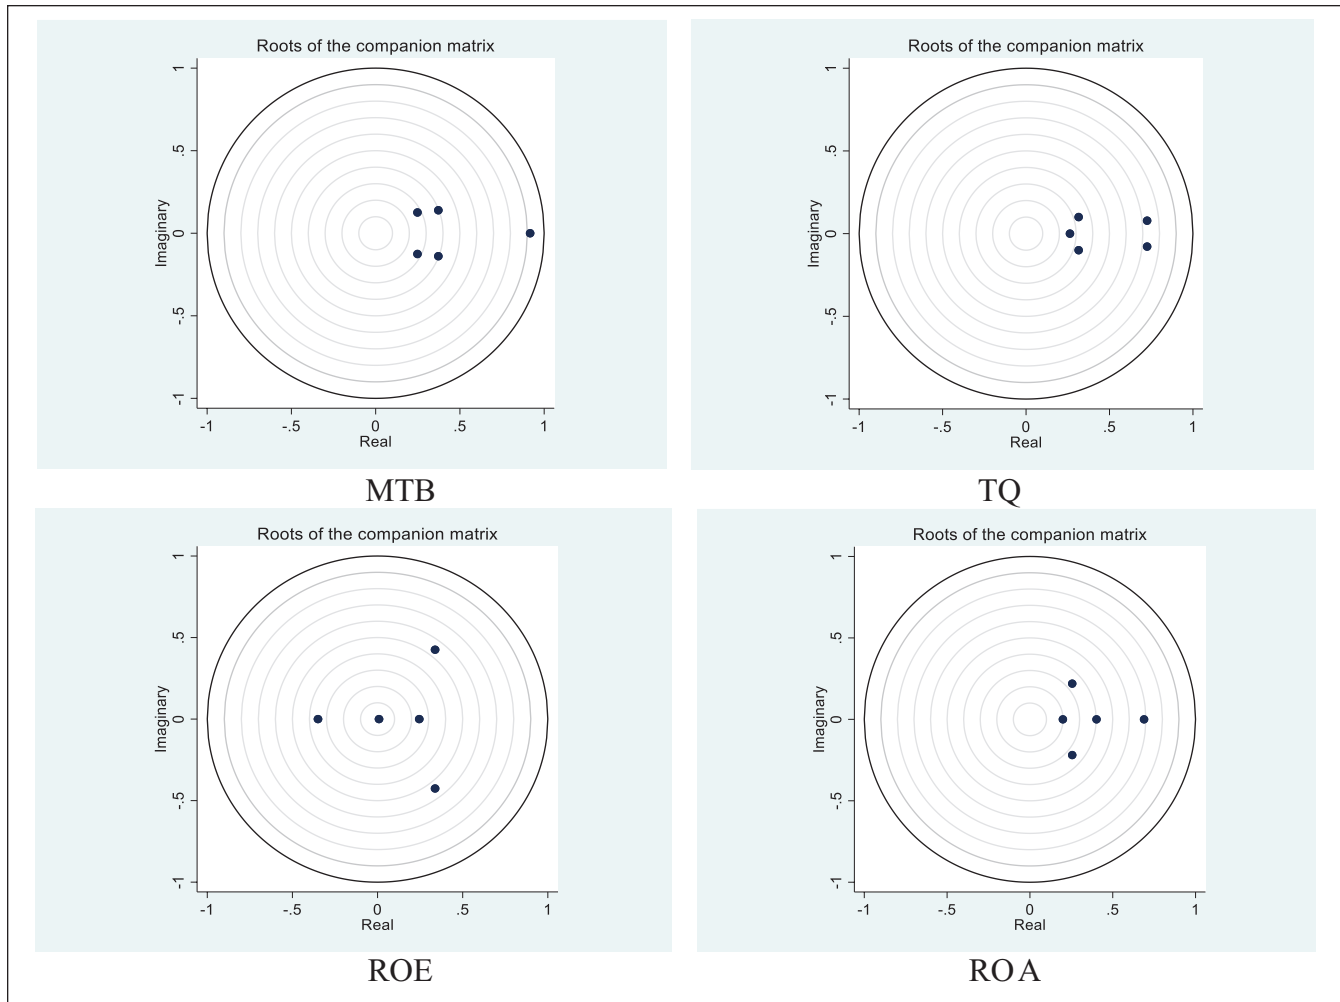 Roots of the companion matrix
Imaginary
1
.5
0
-.5
-1
-1 -.5 0 .5 1
Real
MTB
Roots of the companion matrix
Imaginary
1
.5
0
-.5
-1
-1 -.5 0 .5 1
Real
TQ
Roots of the companion matrix
Imaginary
1
.5
0
-.5
-1
-1 -.5 0 .5 1
Real
ROE
Roots of the companion matrix
Imaginary
1
.5
0
-.5
-1
-1 -.5 0 .5 1
Real
ROA